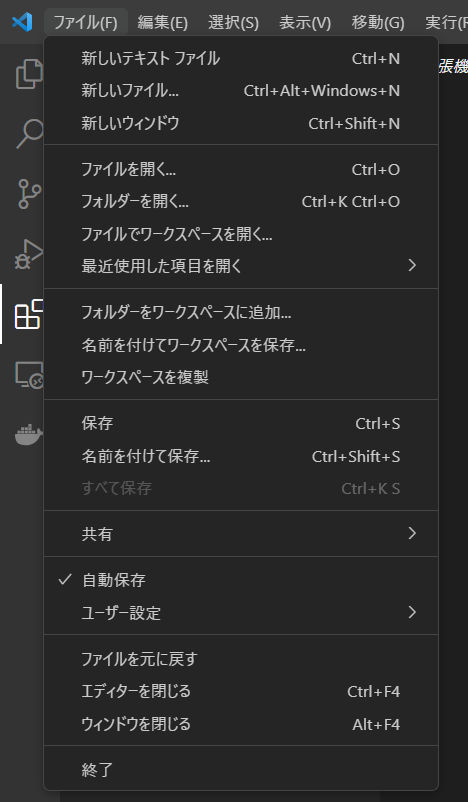 ファイル(F) 編集(E) 選択(S) 表示(V) 移動(G) 実行(R
張機
新しいテキスト ファイル Ctrl+N
新しいファイル... Ctrl+Alt+Windows+N
新しいウィンドウ Ctrl+Shift+N
ファイルを開く... Ctrl+O
フォルダーを開く... Ctrl+K Ctrl+O
ファイルでワークスペースを開く...
最近使用した項目を開く
フォルダーをワークスペースに追加...
名前を付けてワークスペースを保存...
ワークスペースを複製
保存 Ctrl+S
名前を付けて保存... Ctrl+Shift+S
すべて保存 Ctrl+K S
共有
自動保存
ユーザー設定
ファイルを元に戻す
エディターを閉じる Ctrl+F4
ウィンドウを閉じる Alt+F4
終了